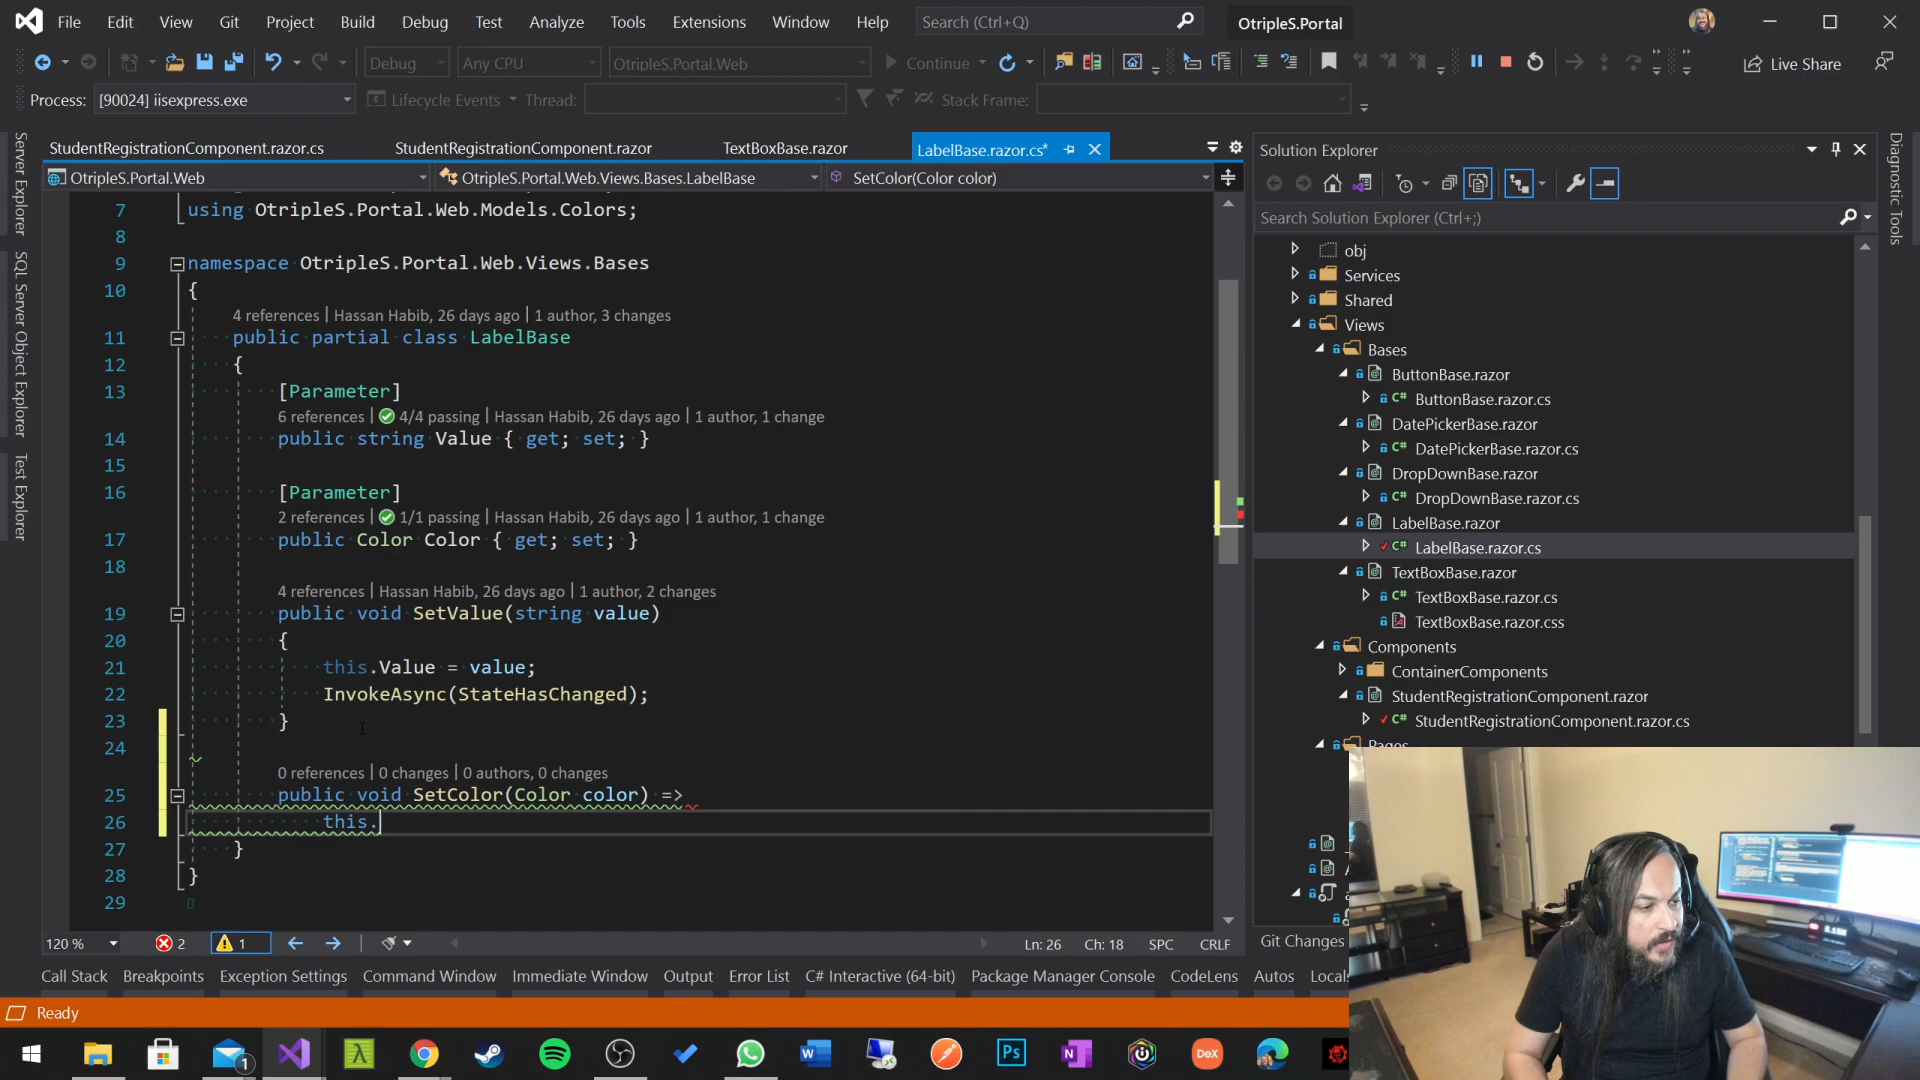 File Edit View Git Project Build Debug Test Analyze Tools Extensions Window Help Search (Ctrl+Q) OtripleS.Portal
Debug Any CPU OtripleS.Portal.Web Continue Live Share
Process: [90024] iisexpress.exe Lifecycle Events Thread: Stack Frame:
Server Explorer
SQL Server Object Explorer
Test Explorer
StudentRegistrationComponent.razor.cs StudentRegistrationComponent.razor TextBoxBase.razor LabelBase.razor.cs*
OtripleS.Portal.Web OtripleS.Portal.Web.Views.Bases.LabelBase SetColor(Color color)
7 using OtripleS.Portal.Web.Models.Colors;
8
9 namespace OtripleS.Portal.Web.Views.Bases
10 {
4 references | Hassan Habib, 26 days ago | 1 author, 3 changes
11 public partial class LabelBase
12 {
13 [Parameter]
6 references | 4/4 passing | Hassan Habib, 26 days ago | 1 author, 1 change
14 public string Value { get; set; }
15
16 [Parameter]
2 references | 1/1 passing | Hassan Habib, 26 days ago | 1 author, 1 change
17 public Color Color { get; set; }
18
4 references | Hassan Habib, 26 days ago | 1 author, 2 changes
19 public void SetValue(string value)
20 {
21 this.Value = value;
22 InvokeAsync(StateHasChanged);
23 }
24
0 references | 0 changes | 0 authors, 0 changes
25 public void SetColor(Color color) =>
26 this.
27 }
28 }
29
120 % 2 1 Ln: 26 Ch: 18 SPC CRLF
Call Stack Breakpoints Exception Settings Command Window Immediate Window Output Error List C# Interactive (64-bit) Package Manager Console CodeLens Autos Locals
Ready
Solution Explorer
Search Solution Explorer (Ctrl+;)
obj
Services
Shared
Views
Bases
ButtonBase.razor
C# ButtonBase.razor.cs
DatePickerBase.razor
C# DatePickerBase.razor.cs
DropDownBase.razor
C# DropDownBase.razor.cs
LabelBase.razor
C# LabelBase.razor.cs
TextBoxBase.razor
C# TextBoxBase.razor.cs
TextBoxBase.razor.css
Components
ContainerComponents
StudentRegistrationComponent.razor
C# StudentRegistrationComponent.razor.cs
Pages
Git Changes
Diagnostic Tools
1 W Ps N DeX